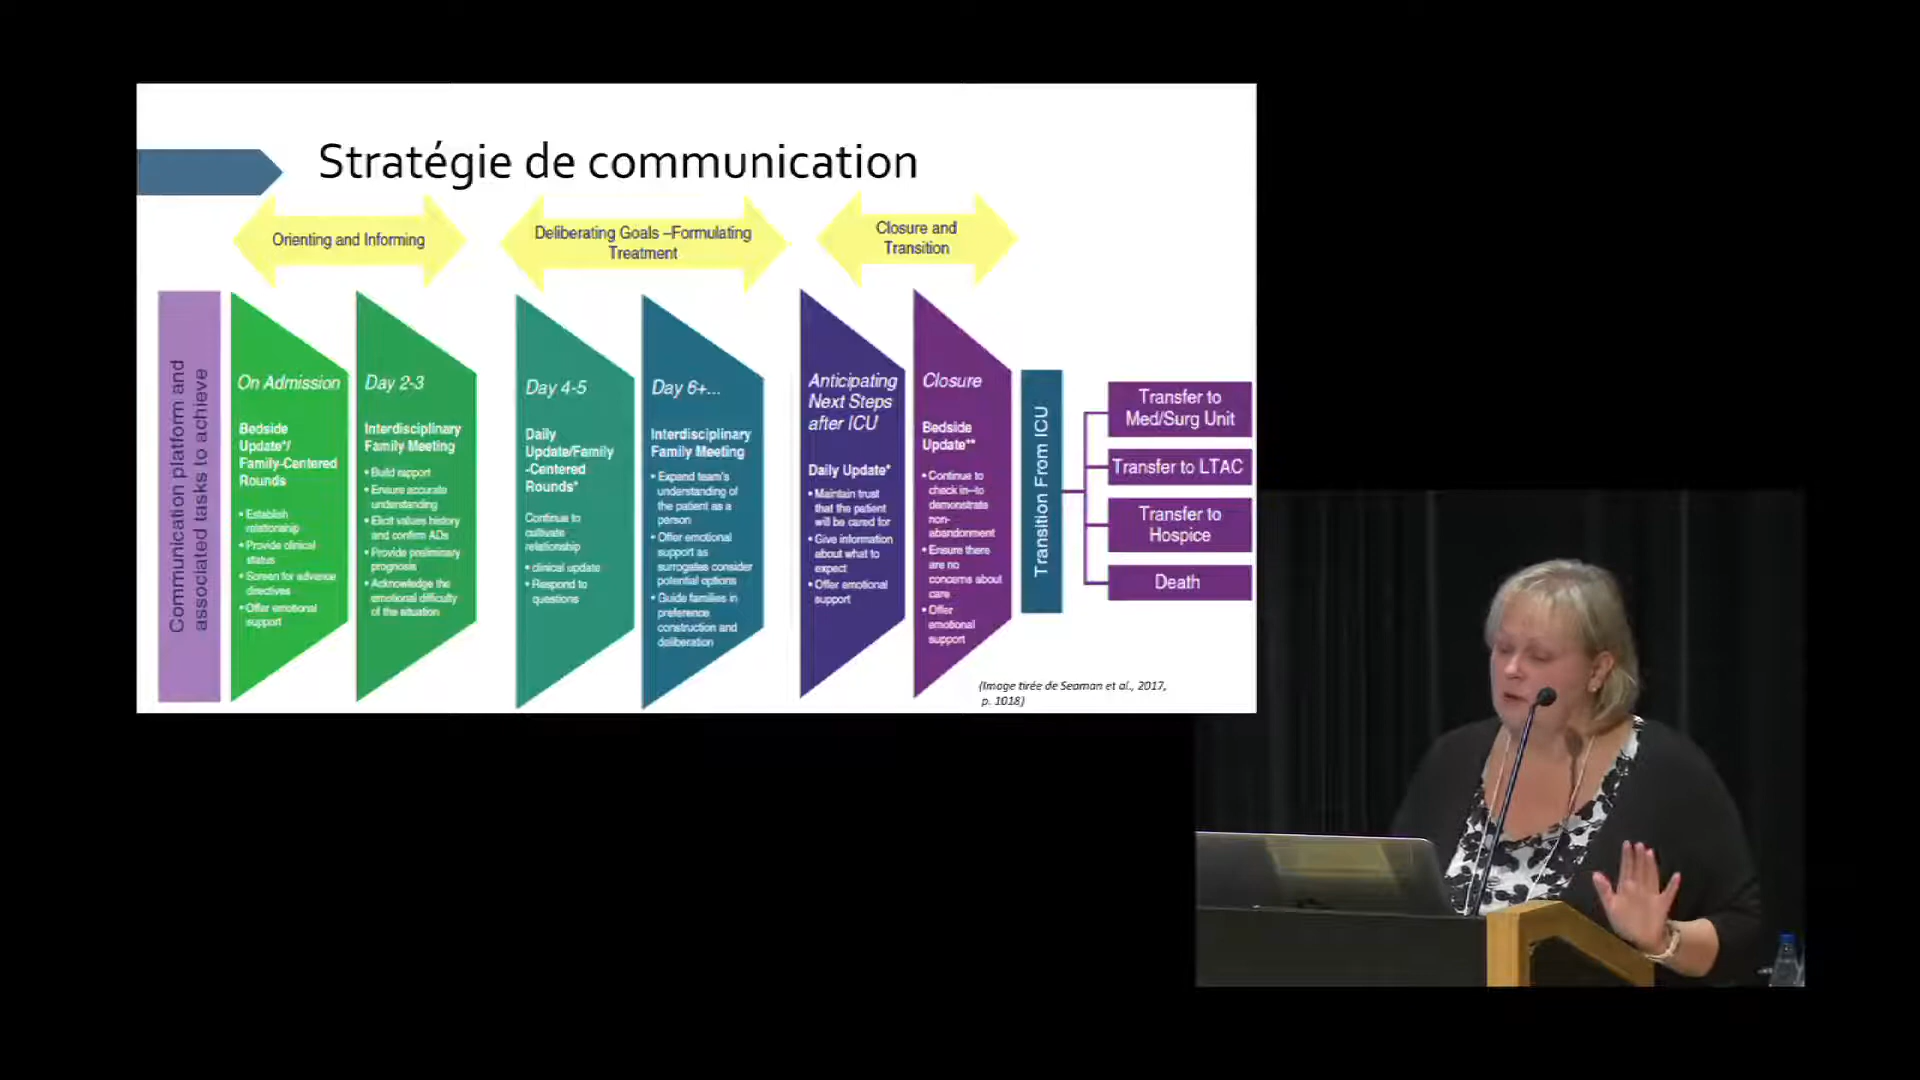 Stratégie de communication
Orienting and Informing
Deliberating Goals –Formulating
Treatment
Closure and
Transition
Communication platform and
associated tasks to achieve
On Admission
Bedside
Update*/
Family-Centered
Rounds
• Establish
relationship
• Provide clinical
status
• Screen for advance
directives
• Offer emotional
support
Day 2-3
Interdisciplinary
Family Meeting
• Build rapport
• Ensure accurate
understanding
• Elicit values history
and confirm ADs
• Provide preliminary
prognosis
• Acknowledge the
emotional difficulty
of the situation
Day 4-5
Daily
Update/Family
-Centered
Rounds*
Continue to
cultivate
relationship
• clinical update
• Respond to
questions
Day 6+...
Interdisciplinary
Family Meeting
• Expand team's
understanding of
the patient as a
person
• Offer emotional
support as
surrogates consider
potential options
• Guide families in
preference
construction and
deliberation
Anticipating
Next Steps
after ICU
Daily Update*
• Maintain trust
that the patient
will be cared for
• Give information
about what to
expect
• Offer emotional
support
Closure
Bedside
Update**
• Continue to
check in–to
demonstrate
non-
abandonment
• Ensure there
are no
concerns about
care
• Offer
emotional
support
Transition From ICU
Transfer to
Med/Surg Unit
Transfer to LTAC
Transfer to
Hospice
Death
(Image tirée de Seaman et al., 2017,
p. 1018)